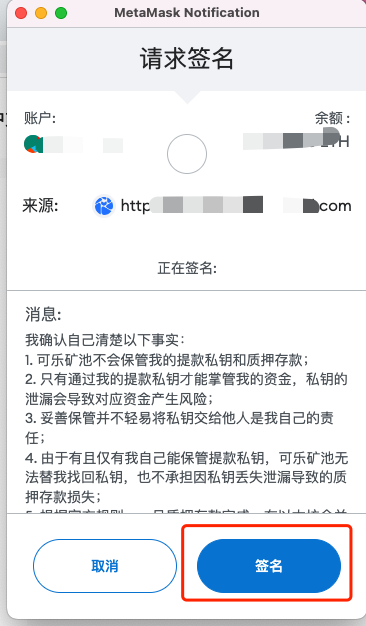 MetaMask Notification
请求签名
账户:
余额:
来源:
http
.com
正在签名:
消息:
我确认自己清楚以下事实：
1. 可乐矿池不会保管我的提款私钥和质押存款；
2. 只有通过我的提款私钥才能掌管我的资金，私钥的
泄漏会导致对应资产产生风险；
3. 妥善保管并不轻易将私钥交给他人是我自己的责
任；
4. 由于有且仅有我自己能保管提款私钥，可乐矿池无
法替我找回私钥，也不承担因私钥丢失泄漏导致的质
押存款损失；
取消
签名